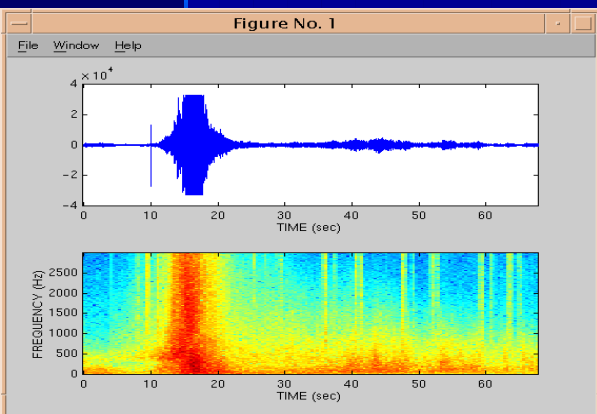 Figure No. 1
File Window Help
× 10⁴
4
2
0
−2
−4
0 10 20 30 40 50 60
TIME (sec)
FREQUENCY (Hz)
2500
2000
1500
1000
500
0
0 10 20 30 40 50 60
TIME (sec)